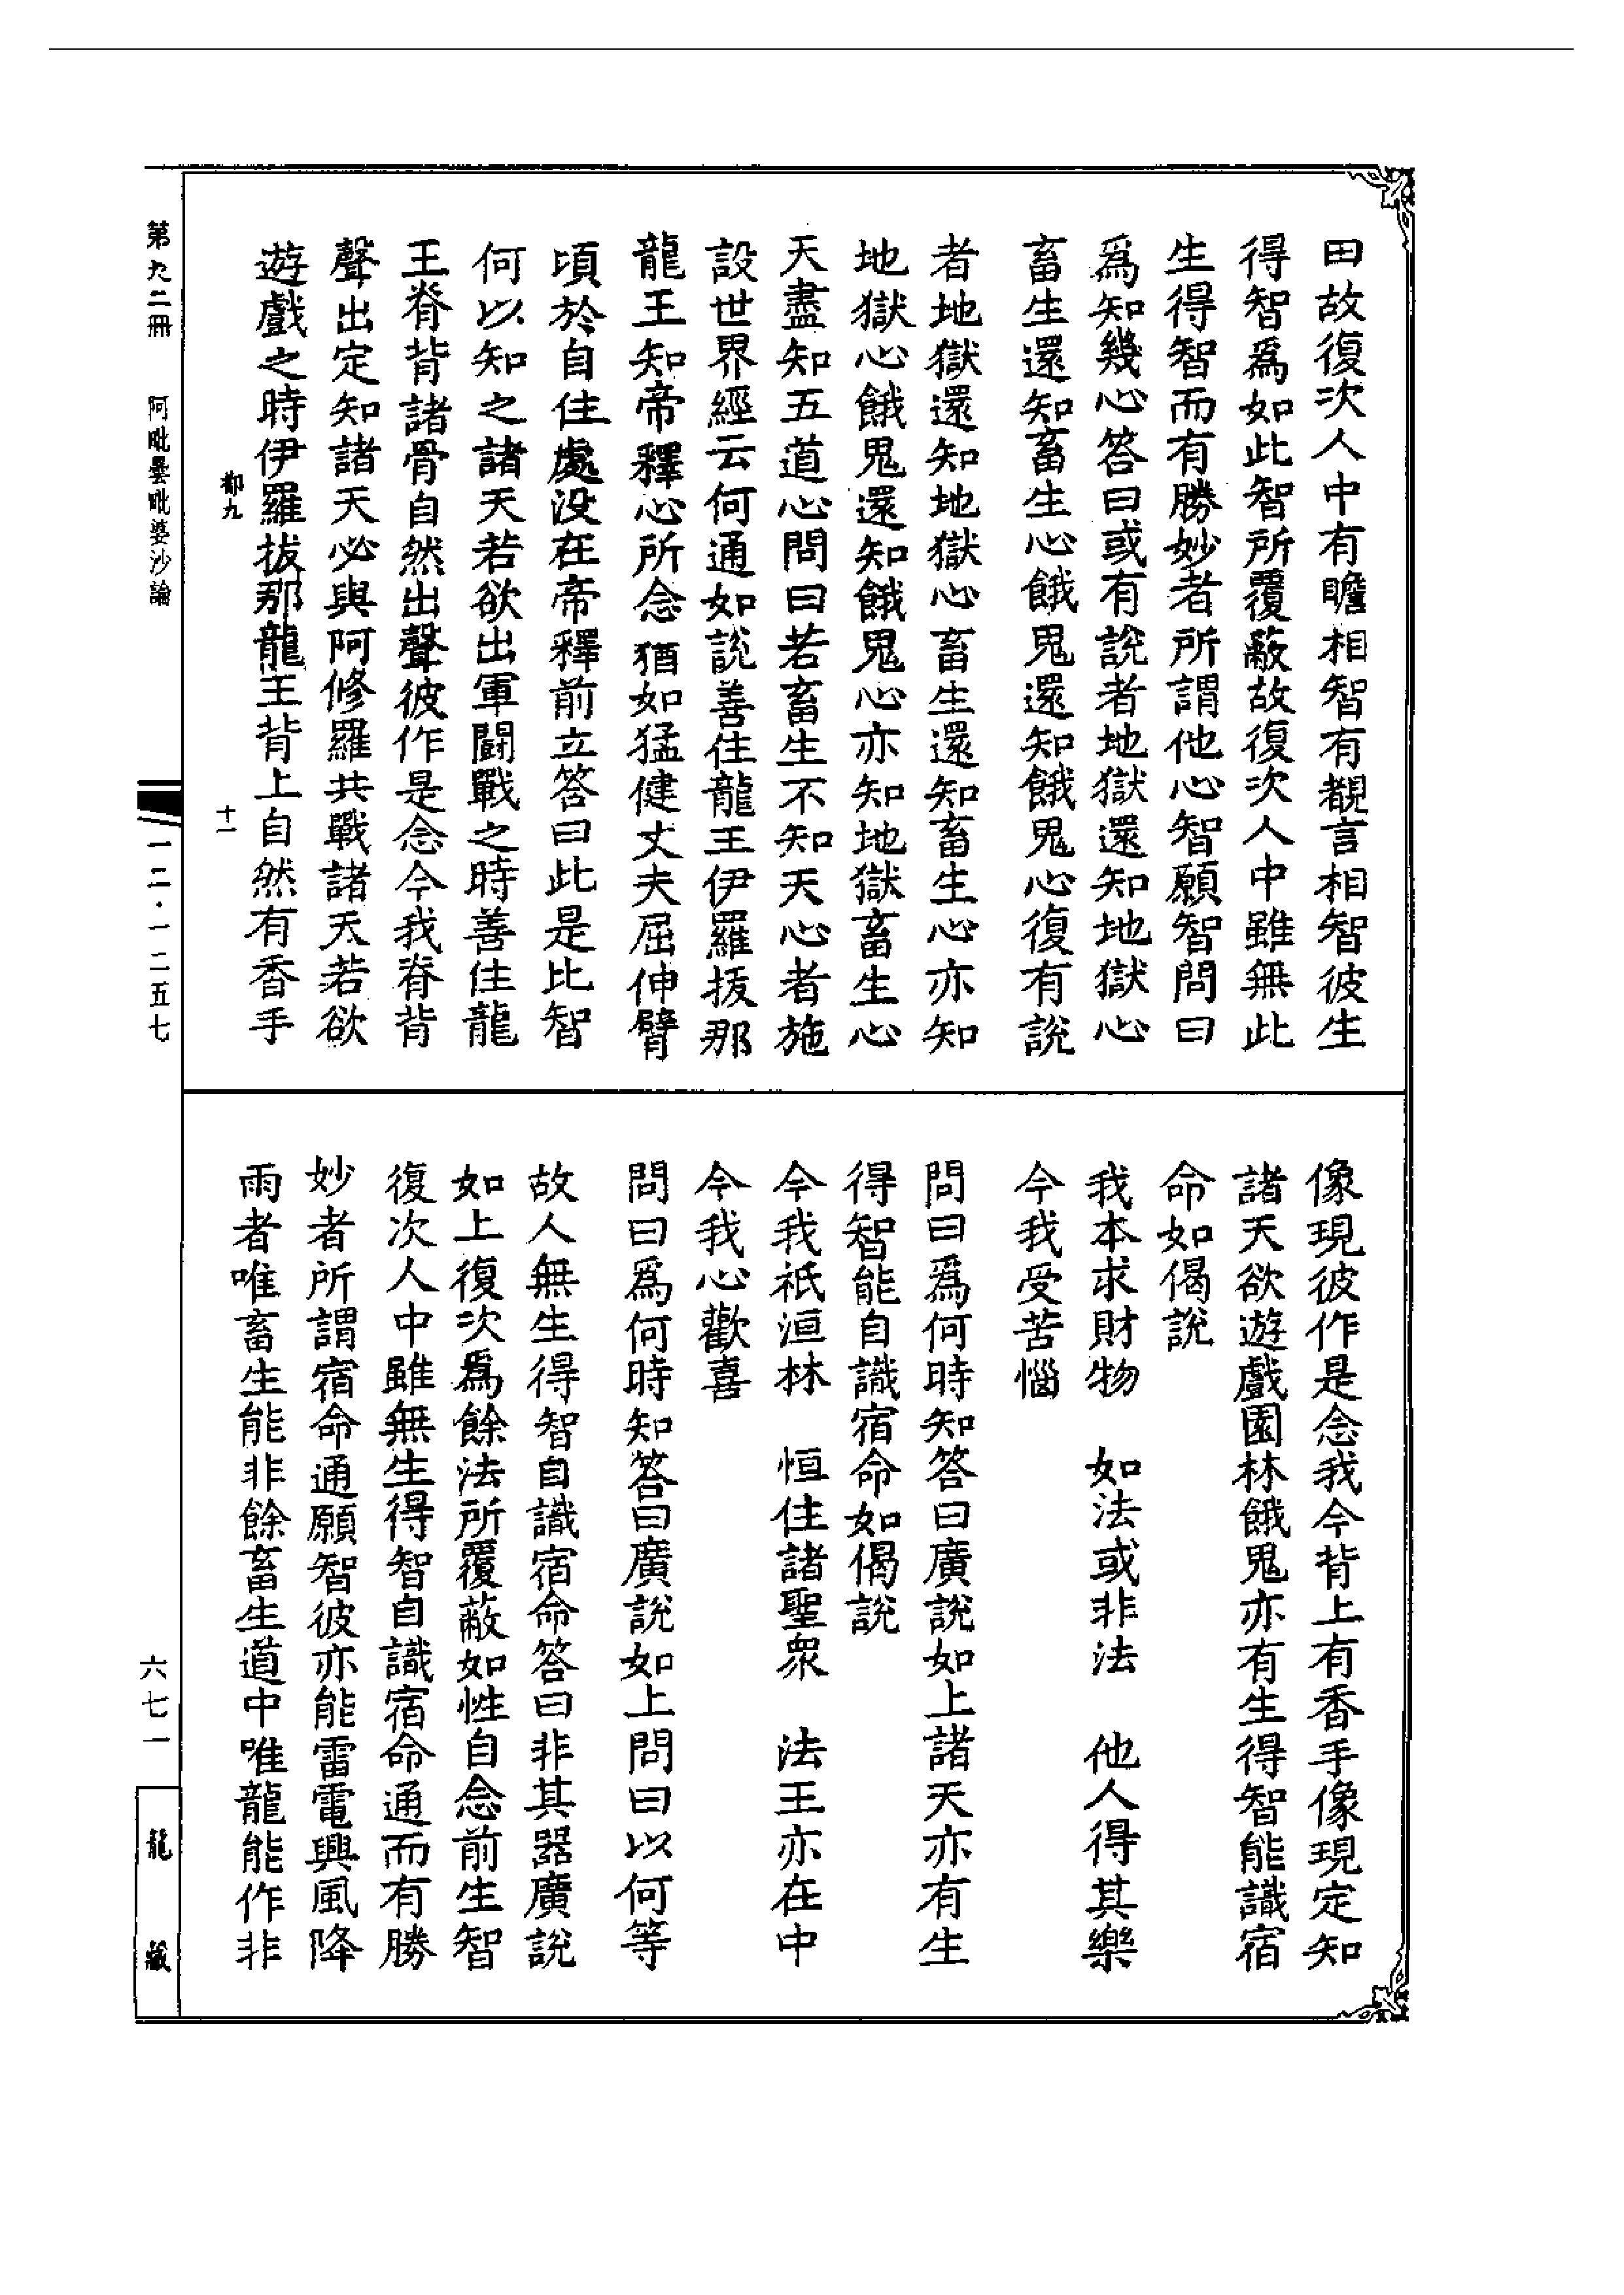 田故復次人中有瞻相智有覩言相智彼生
得智爲如此智所覆蔽故復次人中雖無此
生得智而有勝妙者所謂他心智願智問曰
爲知幾心答曰或有說者地獄還知地獄心
畜生還知畜生心餓鬼還知餓鬼心復有說
者地獄還知地獄心畜生還知畜生心亦知
地獄心餓鬼還知餓鬼心亦知地獄畜生心
天盡知五道心問曰若畜生不知天心者施
設世界經云何通如說善住龍王伊羅拔那
龍王知帝釋心所念猶如猛健丈夫屈伸臂
頃於自住處没在帝釋前立答曰此是比智
何以知之諸天若欲出軍鬪戰之時善住龍
王脊背諸骨自然出聲彼作是念今我脊背
聲出定知諸天必與阿修羅共戰諸天若欲
遊戲之時伊羅拔那龍王背上自然有香手
都九
十一
像現彼作是念我今背上有香手像現定知
諸天欲遊戲園林餓鬼亦有生得智能識宿
命如偈說
我本求財物　如法或非法　他人得其樂
今我受苦惱
問曰爲何時知答曰廣說如上諸天亦有生
得智能自識宿命如偈說
今我祇洹林　恒住諸聖衆　法王亦在中
今我心歡喜
問曰爲何時知答曰廣說如上問曰以何等
故人無生得智自識宿命答曰非其器廣說
如上復次爲餘法所覆蔽如性自念前生智
復次人中雖無生得智自識宿命通而有勝
妙者所謂宿命通願智彼亦能雷電興風降
雨者唯畜生能非餘畜生道中唯龍能作非
第九二冊　阿毗曇毗婆沙論
一二·一二五七
六七一
龍藏